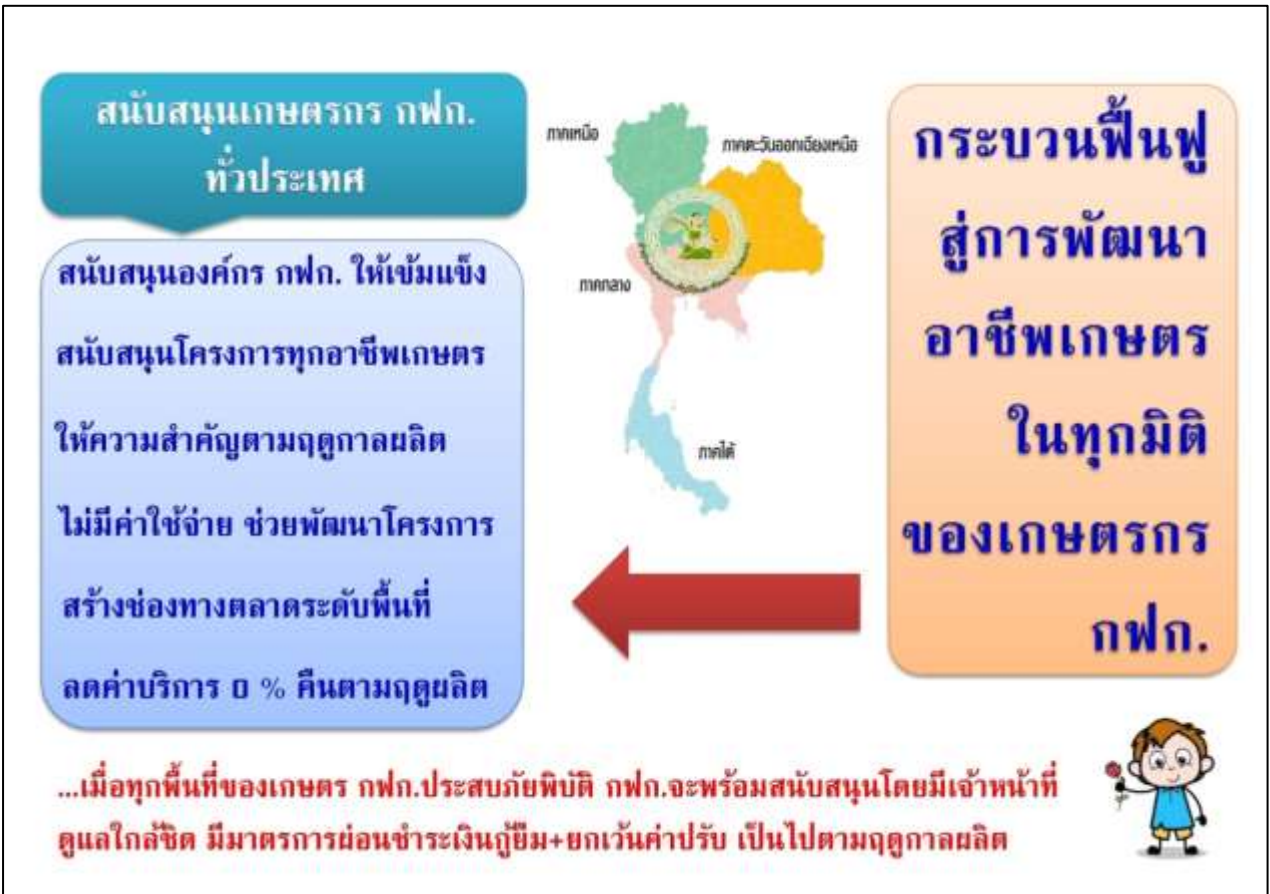 สนับสนุนเกษตรกร กฟก.
ทั่วประเทศ
สนับสนุนองค์กร กฟก. ให้เข้มแข็ง
สนับสนุนโครงการทุกอาชีพเกษตร
ให้ความสำคัญตามฤดูกาลผลิต
ไม่มีค่าใช้จ่าย ช่วยพัฒนาโครงการ
สร้างช่องทางตลาดระดับพื้นที่
ลดค่าบริการ 0 % คืนตามฤดูผลิต
ภาคเหนือ
ภาคตะวันออกเฉียงเหนือ
ภาคกลาง
ภาคใต้
กระบวนฟื้นฟู
สู่การพัฒนา
อาชีพเกษตร
ในทุกมิติ
ของเกษตรกร
กฟก.
...เมื่อทุกพื้นที่ของเกษตร กฟก.ประสบภัยพิบัติ กฟก.จะพร้อมสนับสนุนโดยมีเจ้าหน้าที่
ดูแลใกล้ชิด มีมาตรการผ่อนชำระเงินกู้ยืม+ยกเว้นค่าปรับ เป็นไปตามฤดูกาลผลิต